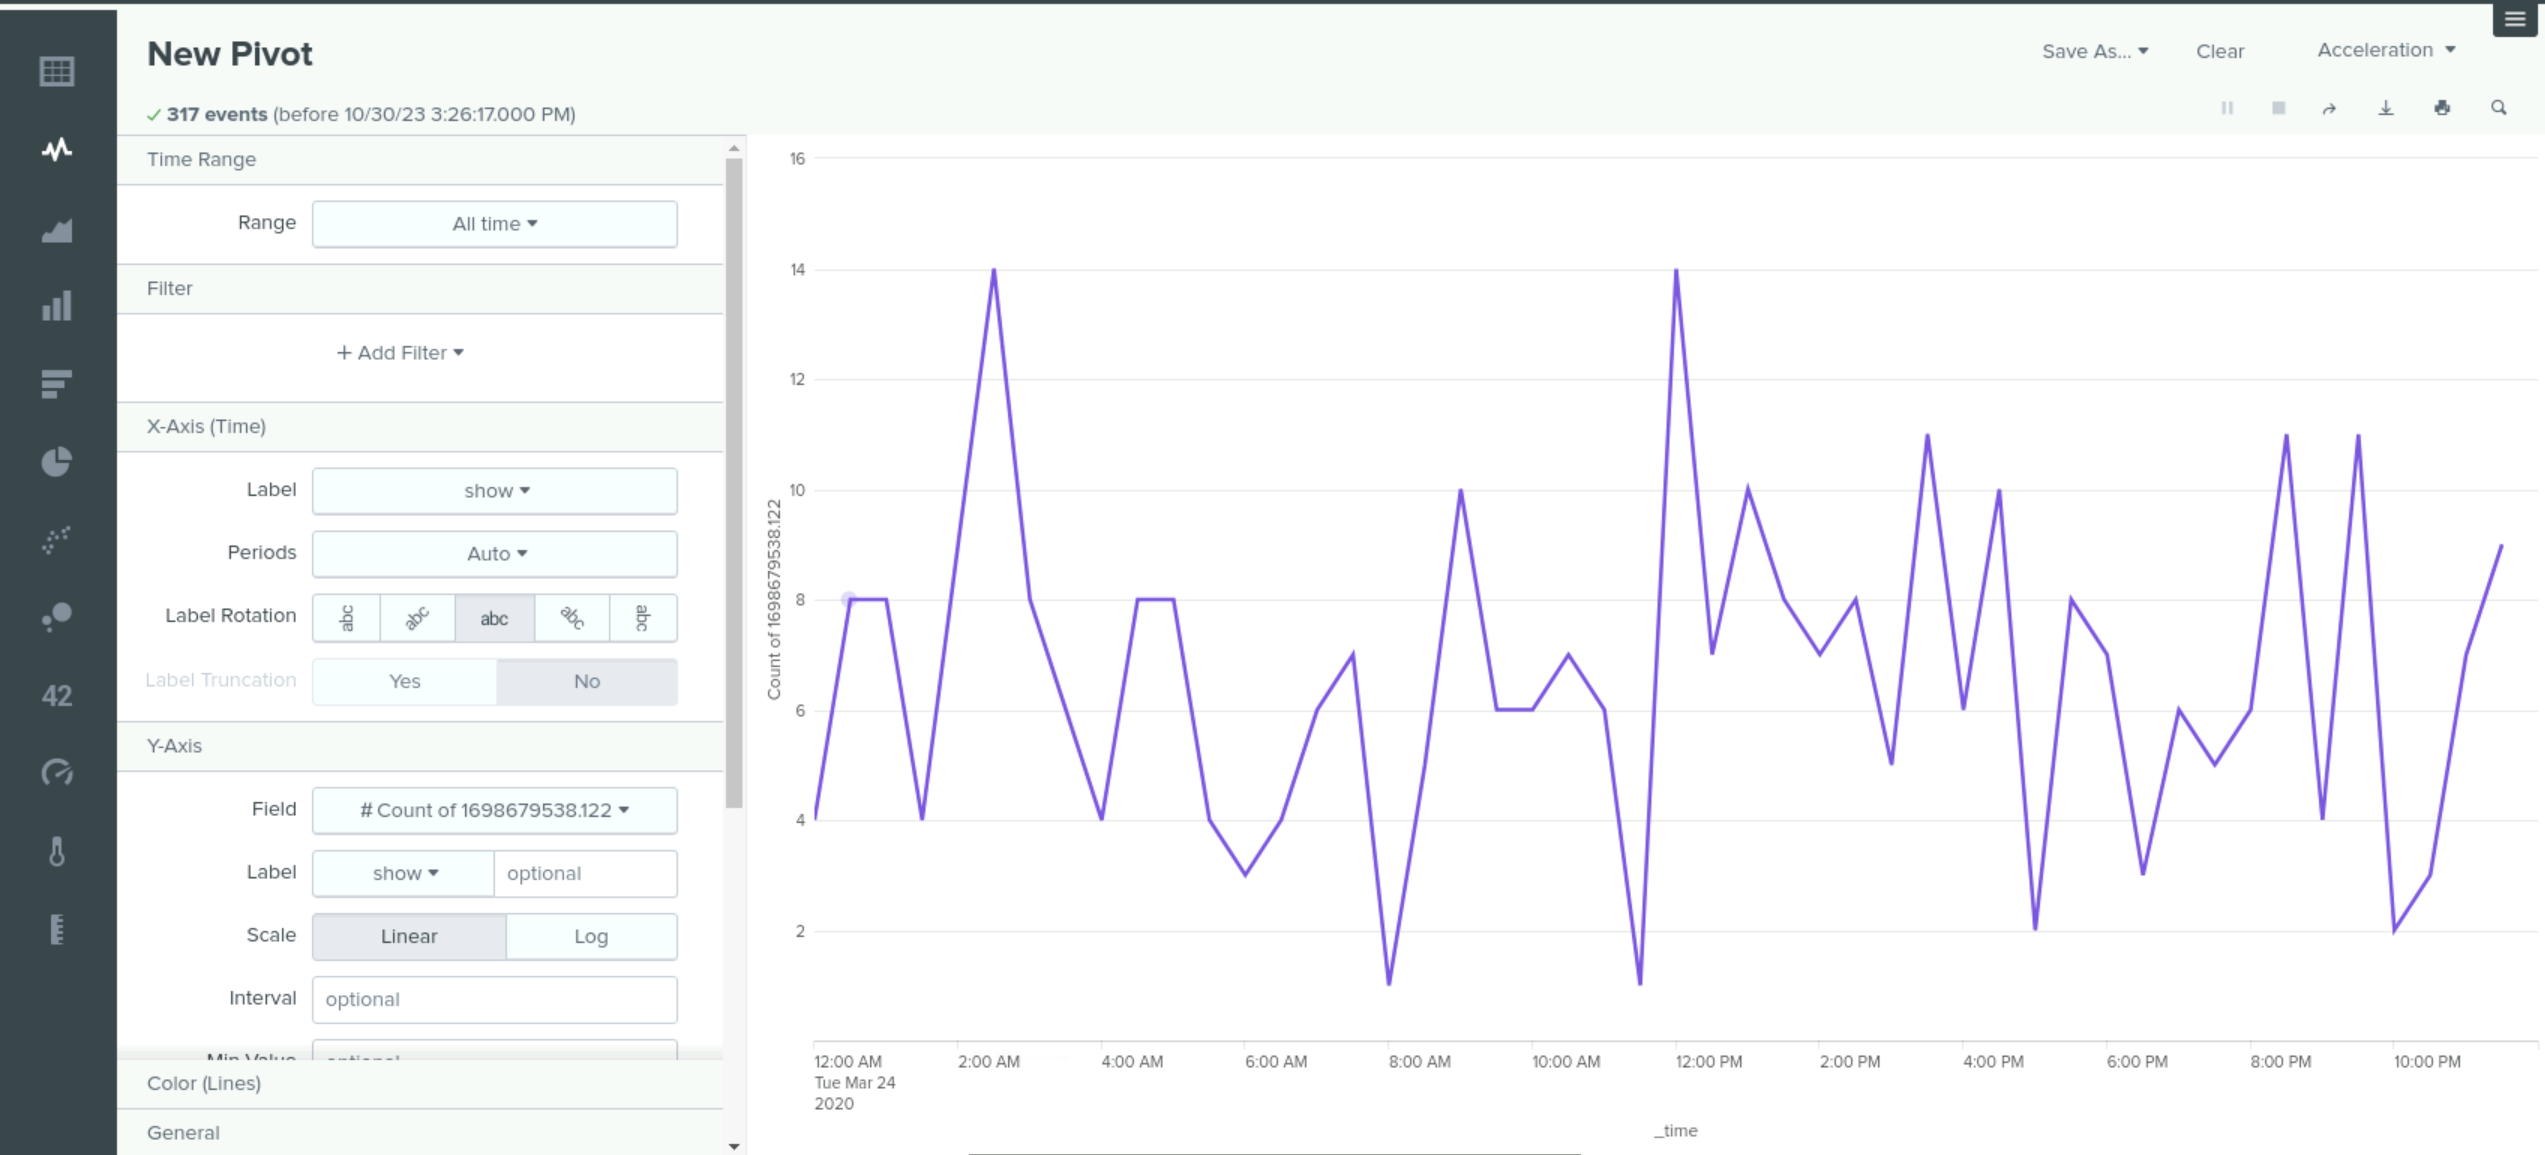 New Pivot
Save As...
Clear
Acceleration
317 events (before 10/30/23 3:26:17.000 PM)
Time Range
Range
All time
Filter
+ Add Filter
X-Axis (Time)
Label
show
Periods
Auto
Label Rotation
abc
abc
abc
abc
abc
Label Truncation
Yes
No
Y-Axis
Field
# Count of 1698679538.122
Label
show
optional
Scale
Linear
Log
Interval
optional
Min Value
optional
Color (Lines)
General
42
Count of 1698679538.122
16
14
12
10
8
6
4
2
12:00 AM
Tue Mar 24
2020
2:00 AM
4:00 AM
6:00 AM
8:00 AM
10:00 AM
12:00 PM
2:00 PM
4:00 PM
6:00 PM
8:00 PM
10:00 PM
_time